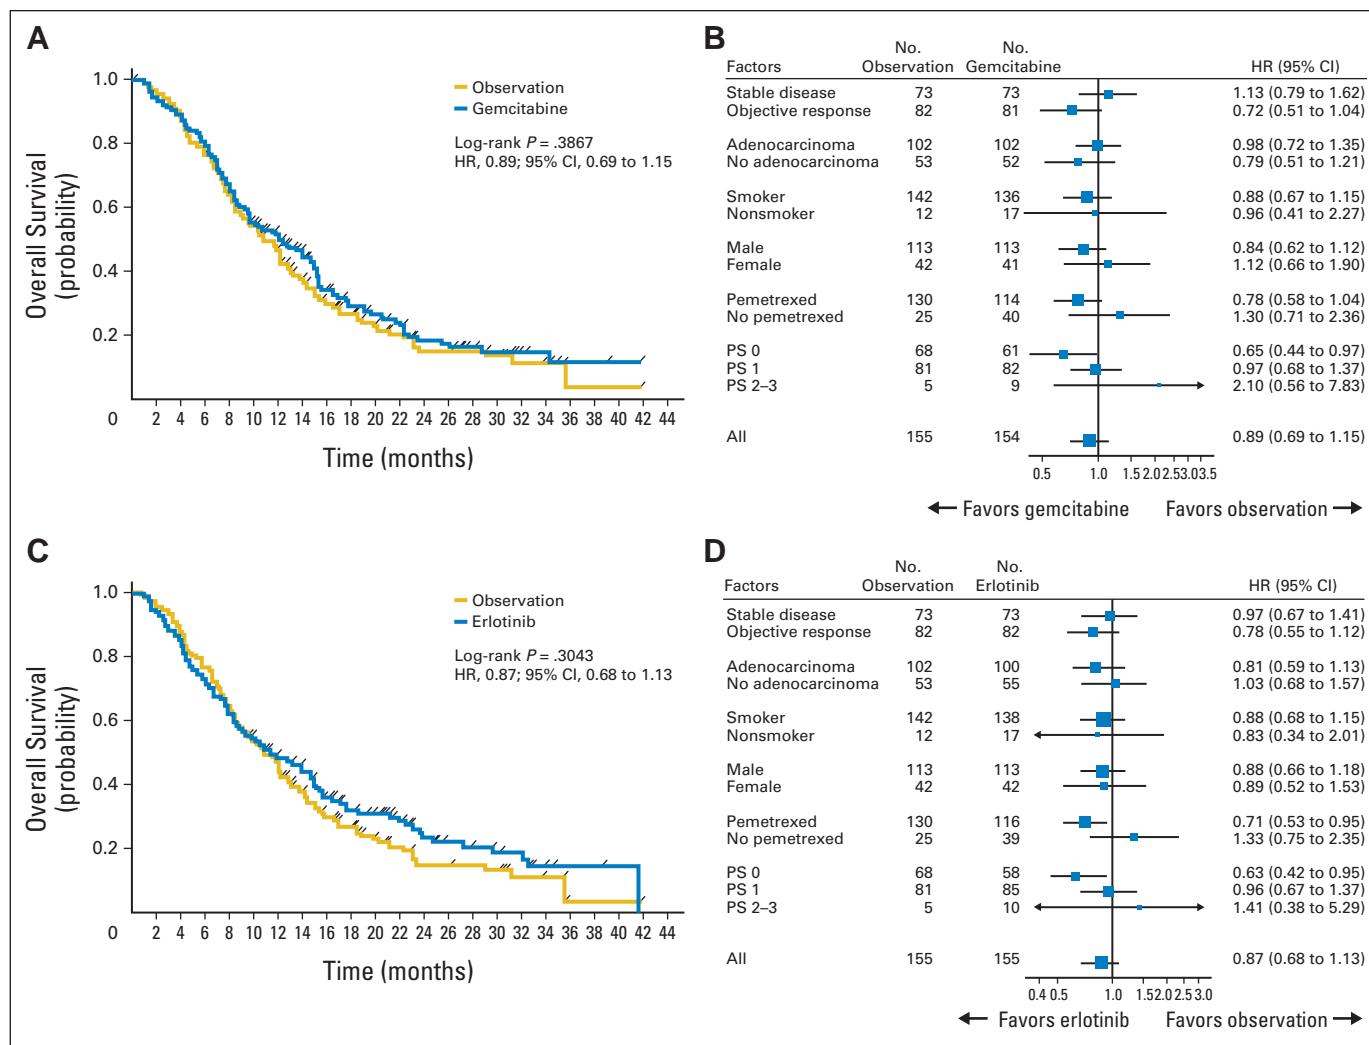 A
1.0
0.8
0.6
0.4
0.2
0
2 4 6 8 10 12 14 16 18 20 22 24 26 28 30 32 34 36 38 40 42 44
Overall Survival
(probability)
Time (months)
Observation
Gemcitabine
Log-rank P = .3867
HR, 0.89; 95% CI, 0.69 to 1.15
B
No. No.
Factors Observation Gemcitabine HR (95% CI)
Stable disease 73 73 1.13 (0.79 to 1.62)
Objective response 82 81 0.72 (0.51 to 1.04)
Adenocarcinoma 102 102 0.98 (0.72 to 1.35)
No adenocarcinoma 53 52 0.79 (0.51 to 1.21)
Smoker 142 136 0.88 (0.67 to 1.15)
Nonsmoker 12 17 0.96 (0.41 to 2.27)
Male 113 113 0.84 (0.62 to 1.12)
Female 42 41 1.12 (0.66 to 1.90)
Pemetrexed 130 114 0.78 (0.58 to 1.04)
No pemetrexed 25 40 1.30 (0.71 to 2.36)
PS 0 68 61 0.65 (0.44 to 0.97)
PS 1 81 82 0.97 (0.68 to 1.37)
PS 2–3 5 9 2.10 (0.56 to 7.83)
All 155 154 0.89 (0.69 to 1.15)
0.5 1.0 1.5 2.0 2.5 3.0 3.5
Favors gemcitabine Favors observation
C
1.0
0.8
0.6
0.4
0.2
0
2 4 6 8 10 12 14 16 18 20 22 24 26 28 30 32 34 36 38 40 42 44
Overall Survival
(probability)
Time (months)
Observation
Erlotinib
Log-rank P = .3043
HR, 0.87; 95% CI, 0.68 to 1.13
D
No. No.
Factors Observation Erlotinib HR (95% CI)
Stable disease 73 73 0.97 (0.67 to 1.41)
Objective response 82 82 0.78 (0.55 to 1.12)
Adenocarcinoma 102 100 0.81 (0.59 to 1.13)
No adenocarcinoma 53 55 1.03 (0.68 to 1.57)
Smoker 142 138 0.88 (0.68 to 1.15)
Nonsmoker 12 17 0.83 (0.34 to 2.01)
Male 113 113 0.88 (0.66 to 1.18)
Female 42 42 0.89 (0.52 to 1.53)
Pemetrexed 130 116 0.71 (0.53 to 0.95)
No pemetrexed 25 39 1.33 (0.75 to 2.35)
PS 0 68 58 0.63 (0.42 to 0.95)
PS 1 81 85 0.96 (0.67 to 1.37)
PS 2–3 5 10 1.41 (0.38 to 5.29)
All 155 155 0.87 (0.68 to 1.13)
0.4 0.5 1.0 1.5 2.0 2.5 3.0
Favors erlotinib Favors observation